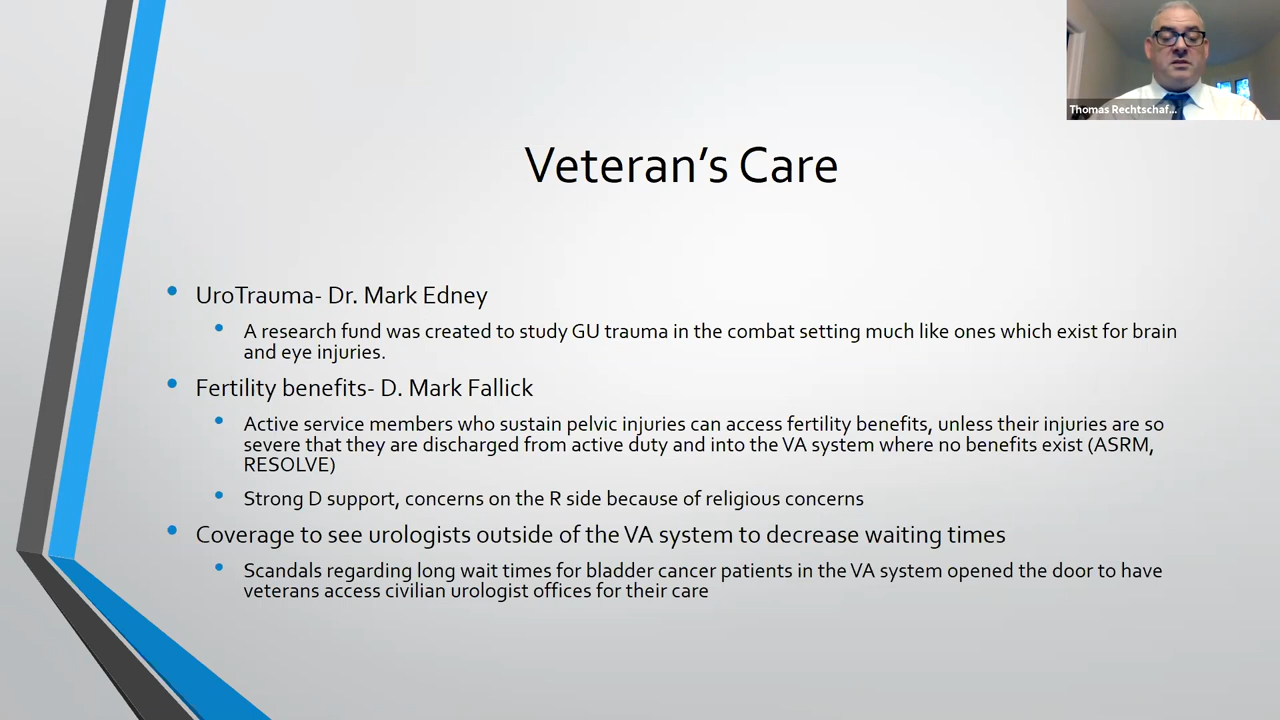 Thomas Rechtschaf...
Veteran's Care
UroTrauma- Dr. Mark Edney
A research fund was created to study GU trauma in the combat setting much like ones which exist for brain
and eye injuries.
Fertility benefits- D. Mark Fallick
Active service members who sustain pelvic injuries can access fertility benefits, unless their injuries are so
severe that they are discharged from active duty and into the VA system where no benefits exist (ASRM,
RESOLVE)
Strong D support, concerns on the R side because of religious concerns
Coverage to see urologists outside of the VA system to decrease waiting times
Scandals regarding long wait times for bladder cancer patients in the VA system opened the door to have
veterans access civilian urologist offices for their care